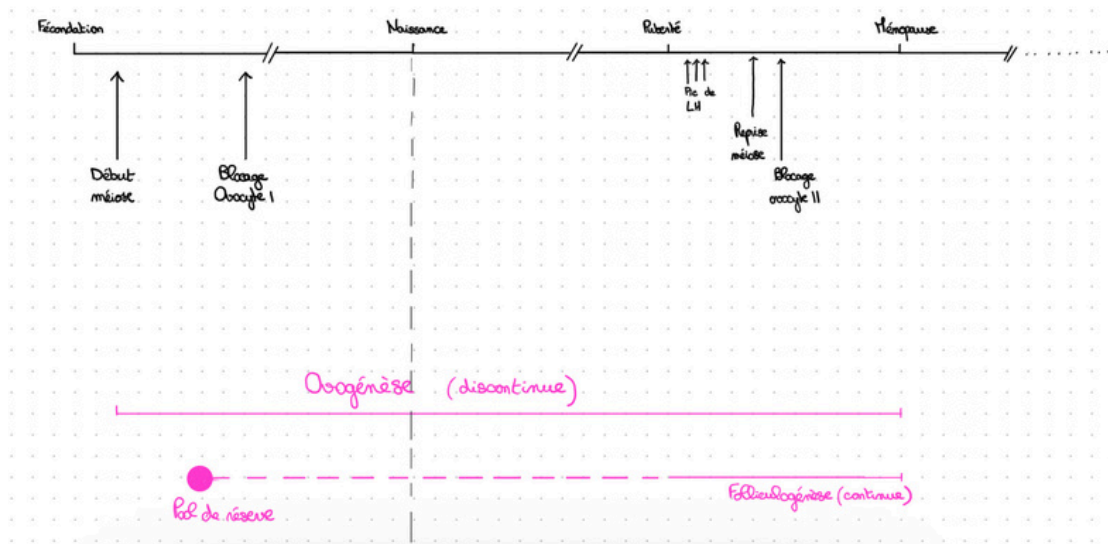 Fécondation
Naissance
Puberté
Ménopause
Pic de
LH
Début
méiose
Blocage
Ovocyte I
Reprise
méiose
Blocage
ovocyte II
Ovogénèse (discontinue)
Folliculogénèse (continue)
Pool de réserve